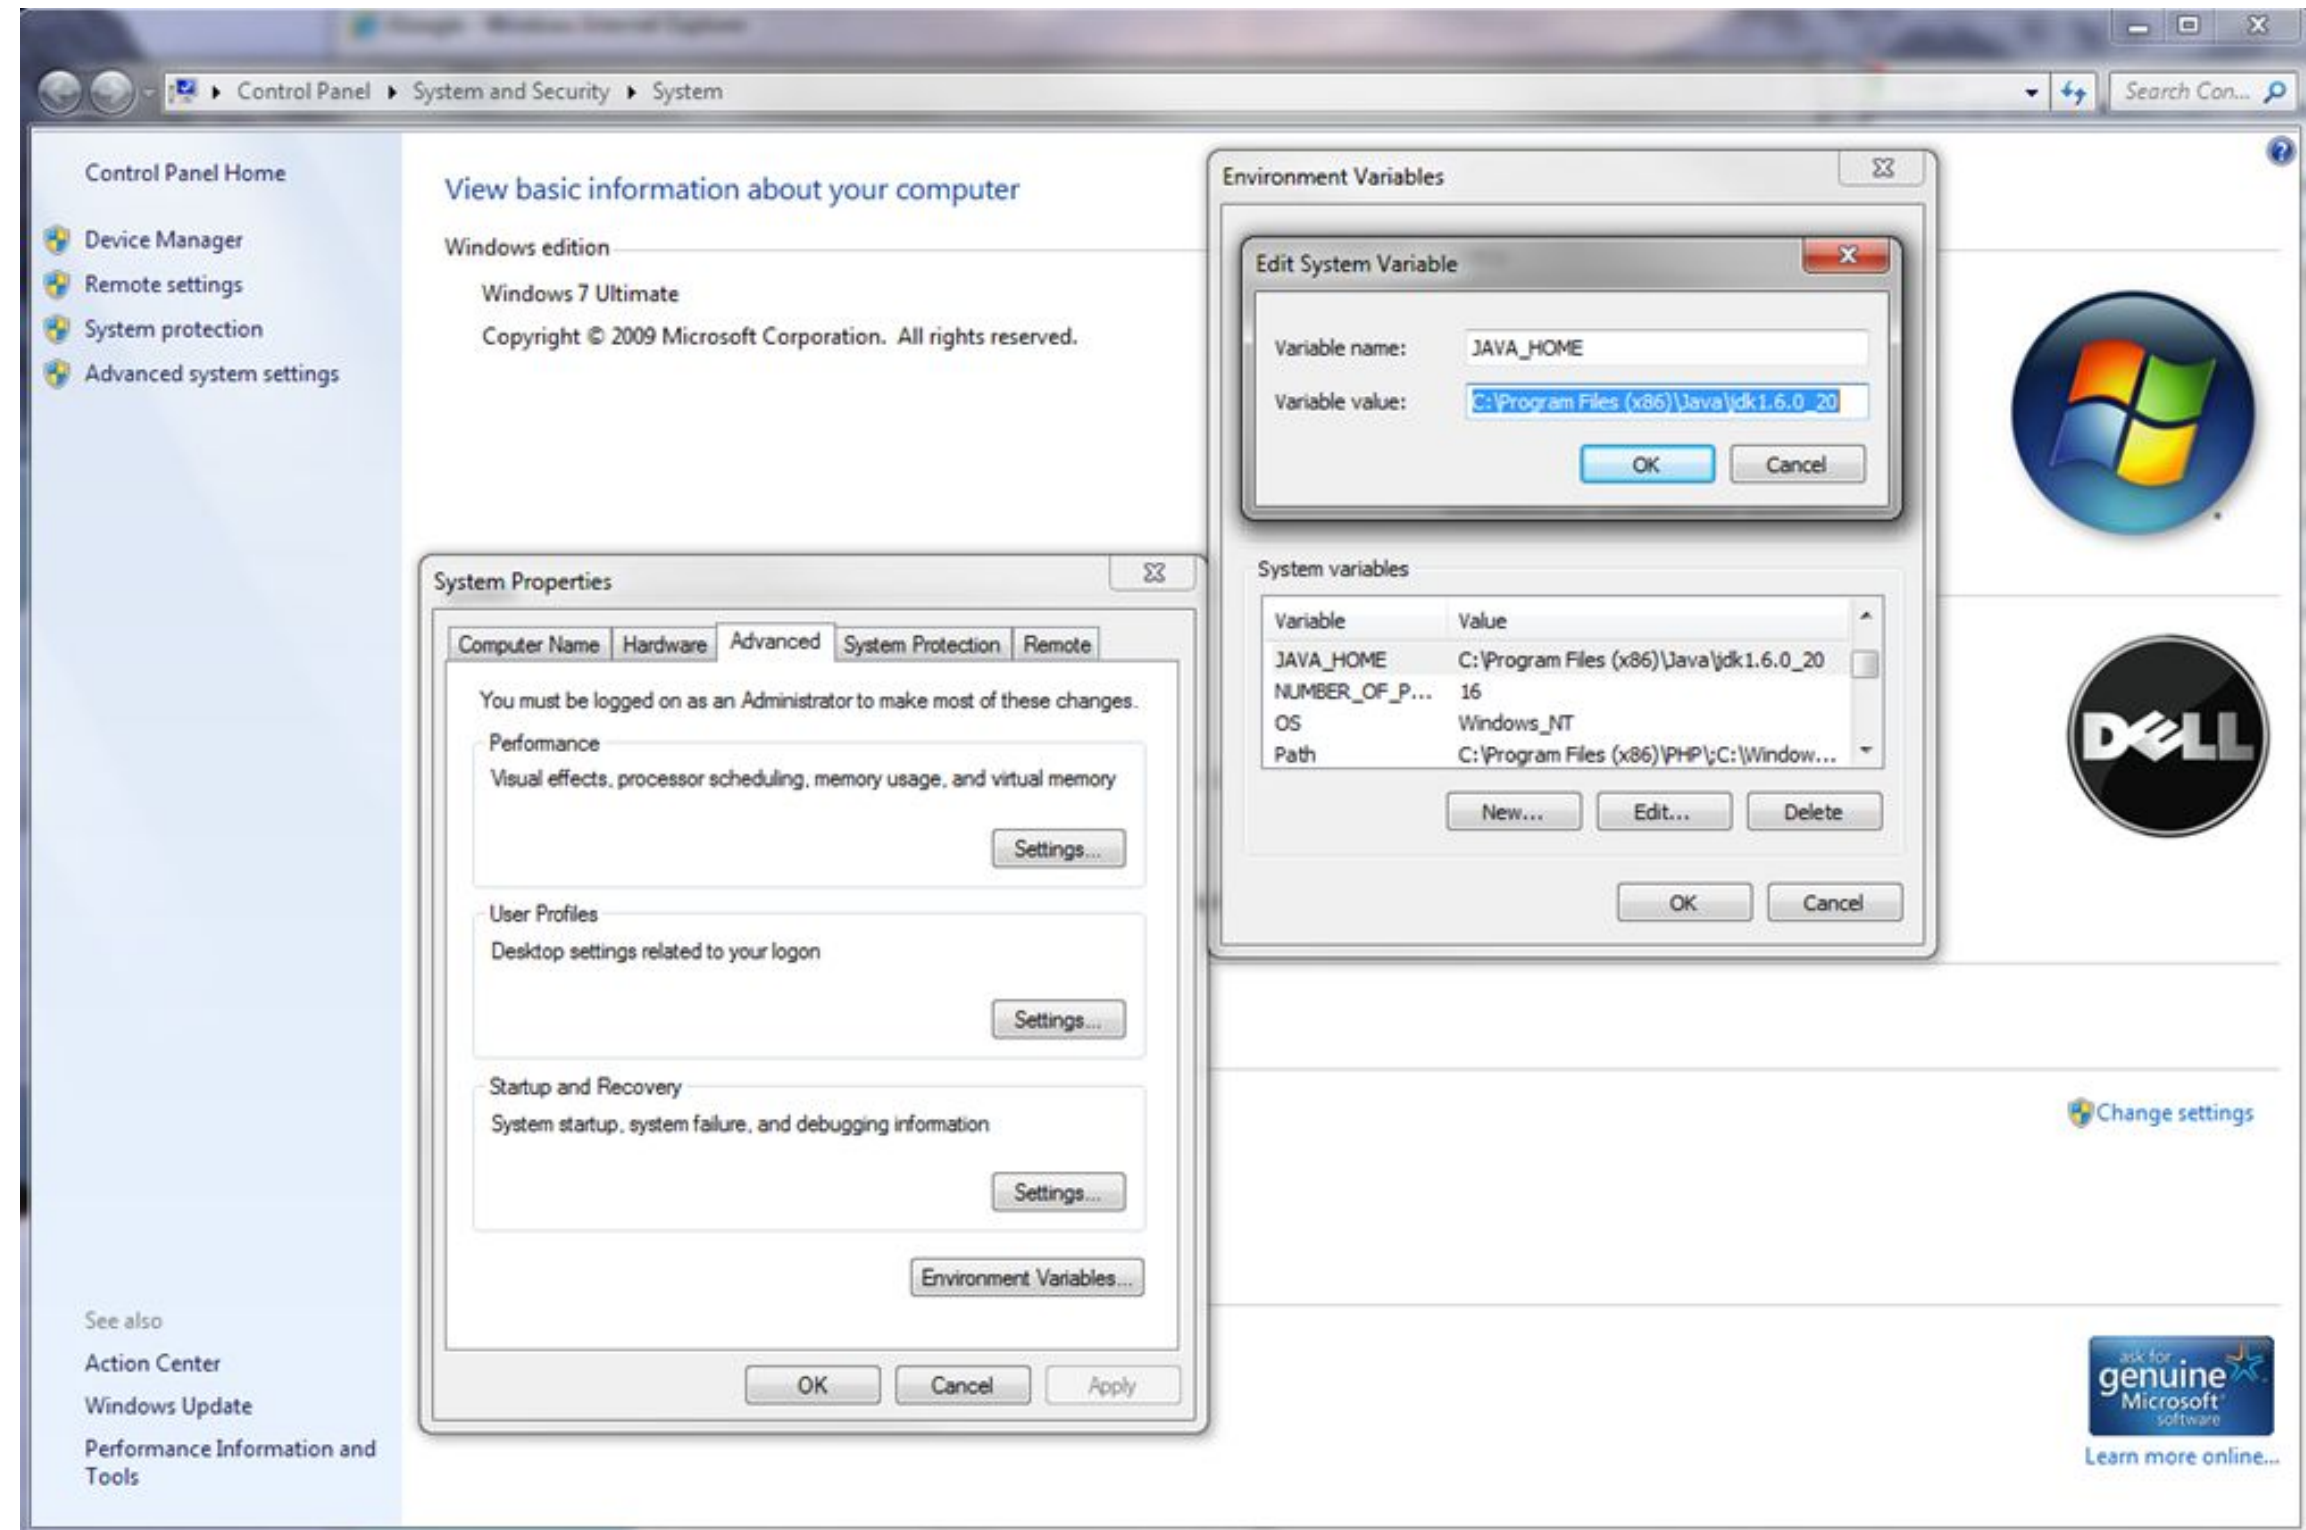 Control Panel
System and Security
System
Search Con...
Control Panel Home
Device Manager
Remote settings
System protection
Advanced system settings
See also
Action Center
Windows Update
Performance Information and
Tools
View basic information about your computer
Windows edition
Windows 7 Ultimate
Copyright © 2009 Microsoft Corporation. All rights reserved.
System Properties
Computer Name
Hardware
Advanced
System Protection
Remote
You must be logged on as an Administrator to make most of these changes.
Performance
Visual effects, processor scheduling, memory usage, and virtual memory
Settings...
User Profiles
Desktop settings related to your logon
Settings...
Startup and Recovery
System startup, system failure, and debugging information
Settings...
Environment Variables...
OK
Cancel
Apply
Environment Variables
Edit System Variable
Variable name:
JAVA_HOME
Variable value:
C:\Program Files (x86)\Java\jdk1.6.0_20
OK
Cancel
System variables
Variable Value
JAVA_HOME C:\Program Files (x86)\Java\jdk1.6.0_20
NUMBER_OF_P... 16
OS Windows_NT
Path C:\Program Files (x86)\PHP\;C:\Window...
New...
Edit...
Delete
OK
Cancel
DELL
Change settings
ask for
genuine
Microsoft
software
Learn more online...